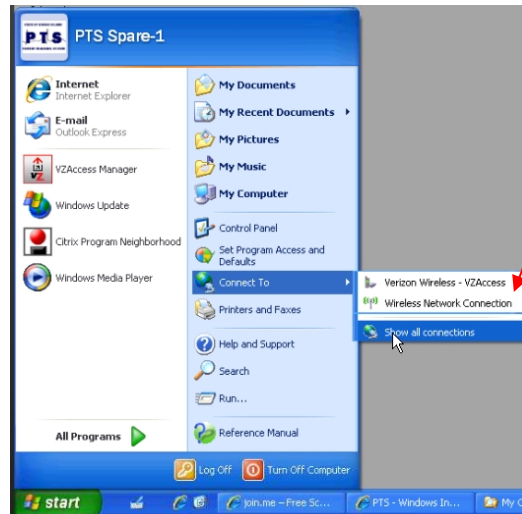 PTS
PTS Spare-1
Internet
Internet Explorer
E-mail
Outlook Express
VZAccess Manager
Windows Update
Citrix Program Neighborhood
Windows Media Player
All Programs
My Documents
My Recent Documents
My Pictures
My Music
My Computer
Control Panel
Set Program Access and
Defaults
Connect To
Printers and Faxes
Help and Support
Search
Run...
Reference Manual
Verizon Wireless - VZAccess
Wireless Network Connection
Show all connections
Log Off
Turn Off Computer
start
join.me – Free Sc...
PTS - Windows In...
My C